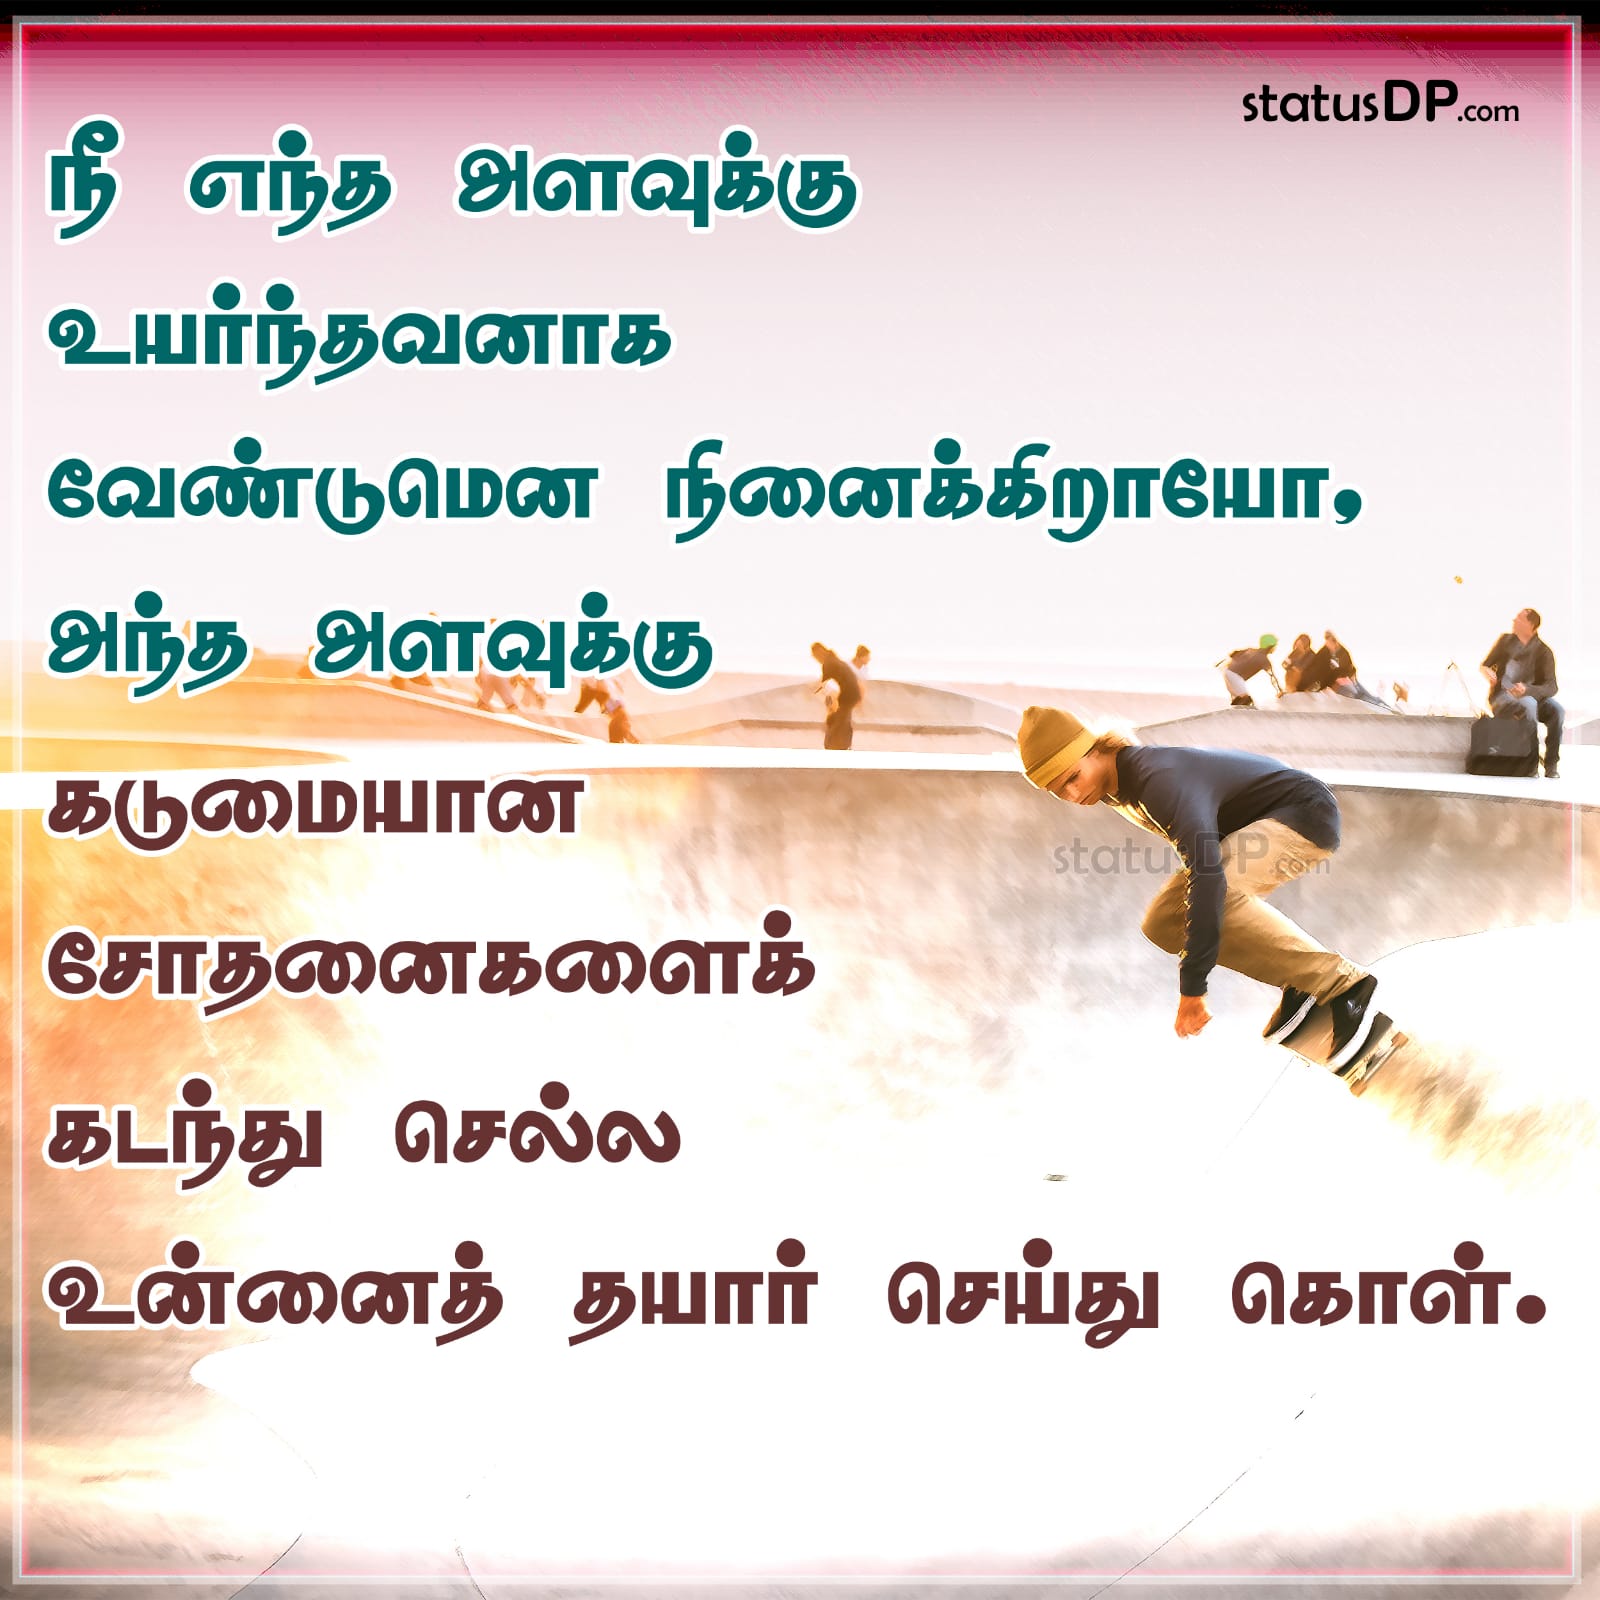 statusDP.com
நீ எந்த அளவுக்கு
உயர்ந்தவனாக
வேண்டுமென நினைக்கிறாயோ,
அந்த அளவுக்கு
கடுமையான
statusDP.com
சோதனைகளைக்
கடந்து செல்ல
உன்னைத் தயார் செய்து கொள்.